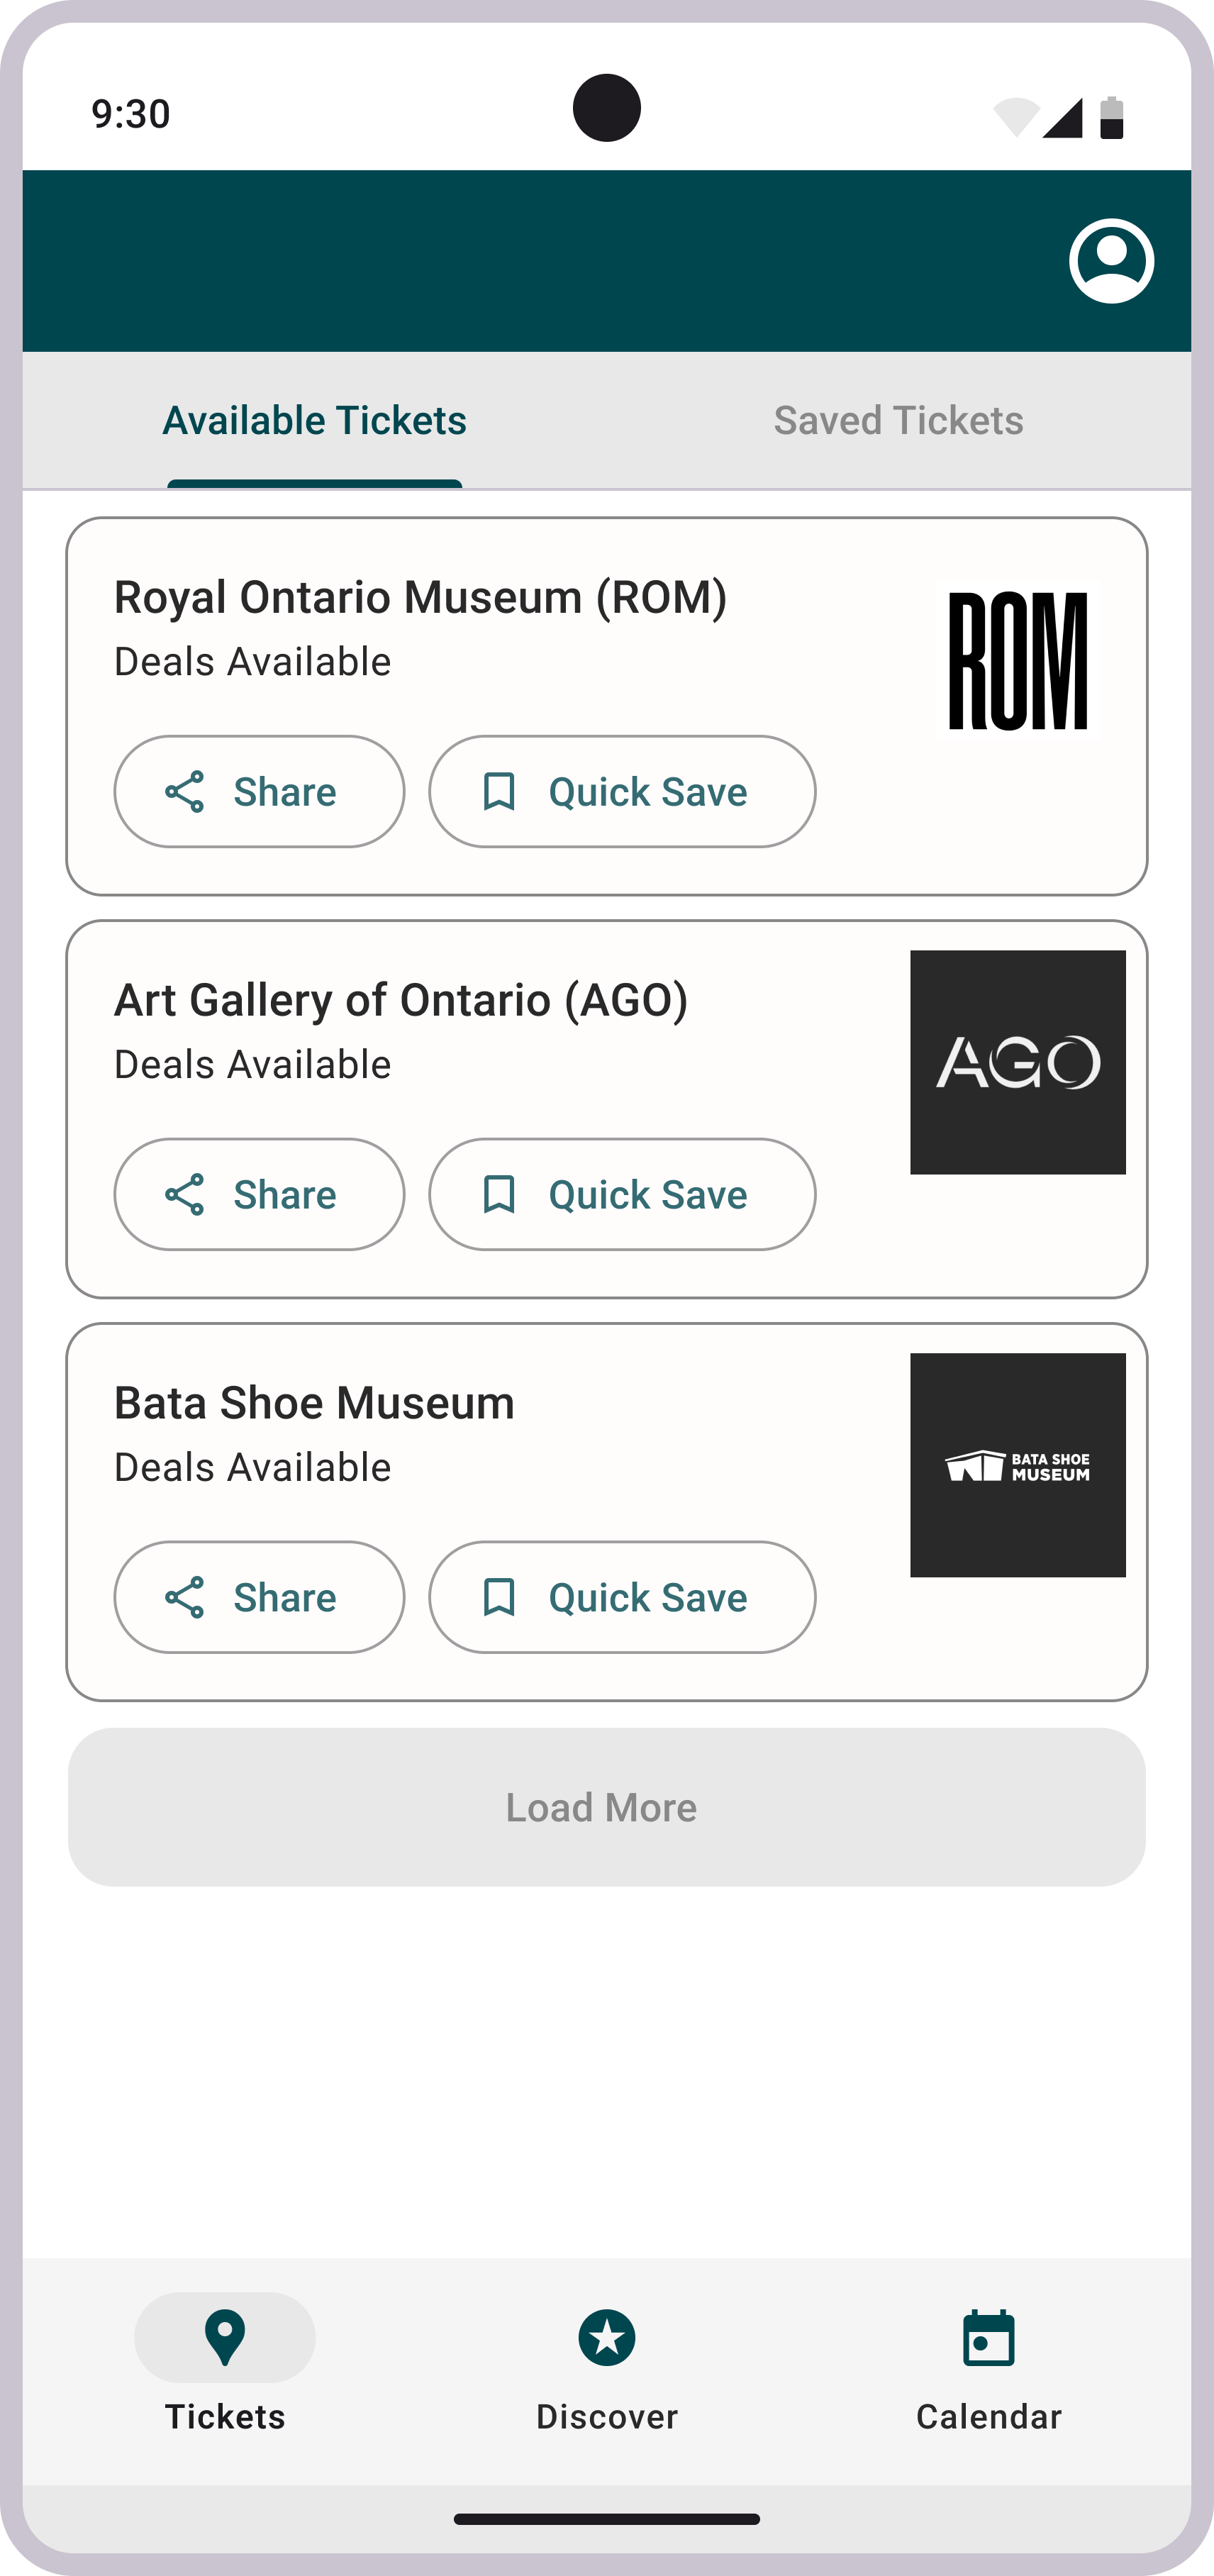 9:30
Available Tickets
Saved Tickets
Royal Ontario Museum (ROM)
Deals Available
ROM
Share
Quick Save
Art Gallery of Ontario (AGO)
Deals Available
AGO
Share
Quick Save
Bata Shoe Museum
Deals Available
BATA SHOE
MUSEUM
Share
Quick Save
Load More
Tickets
Discover
Calendar